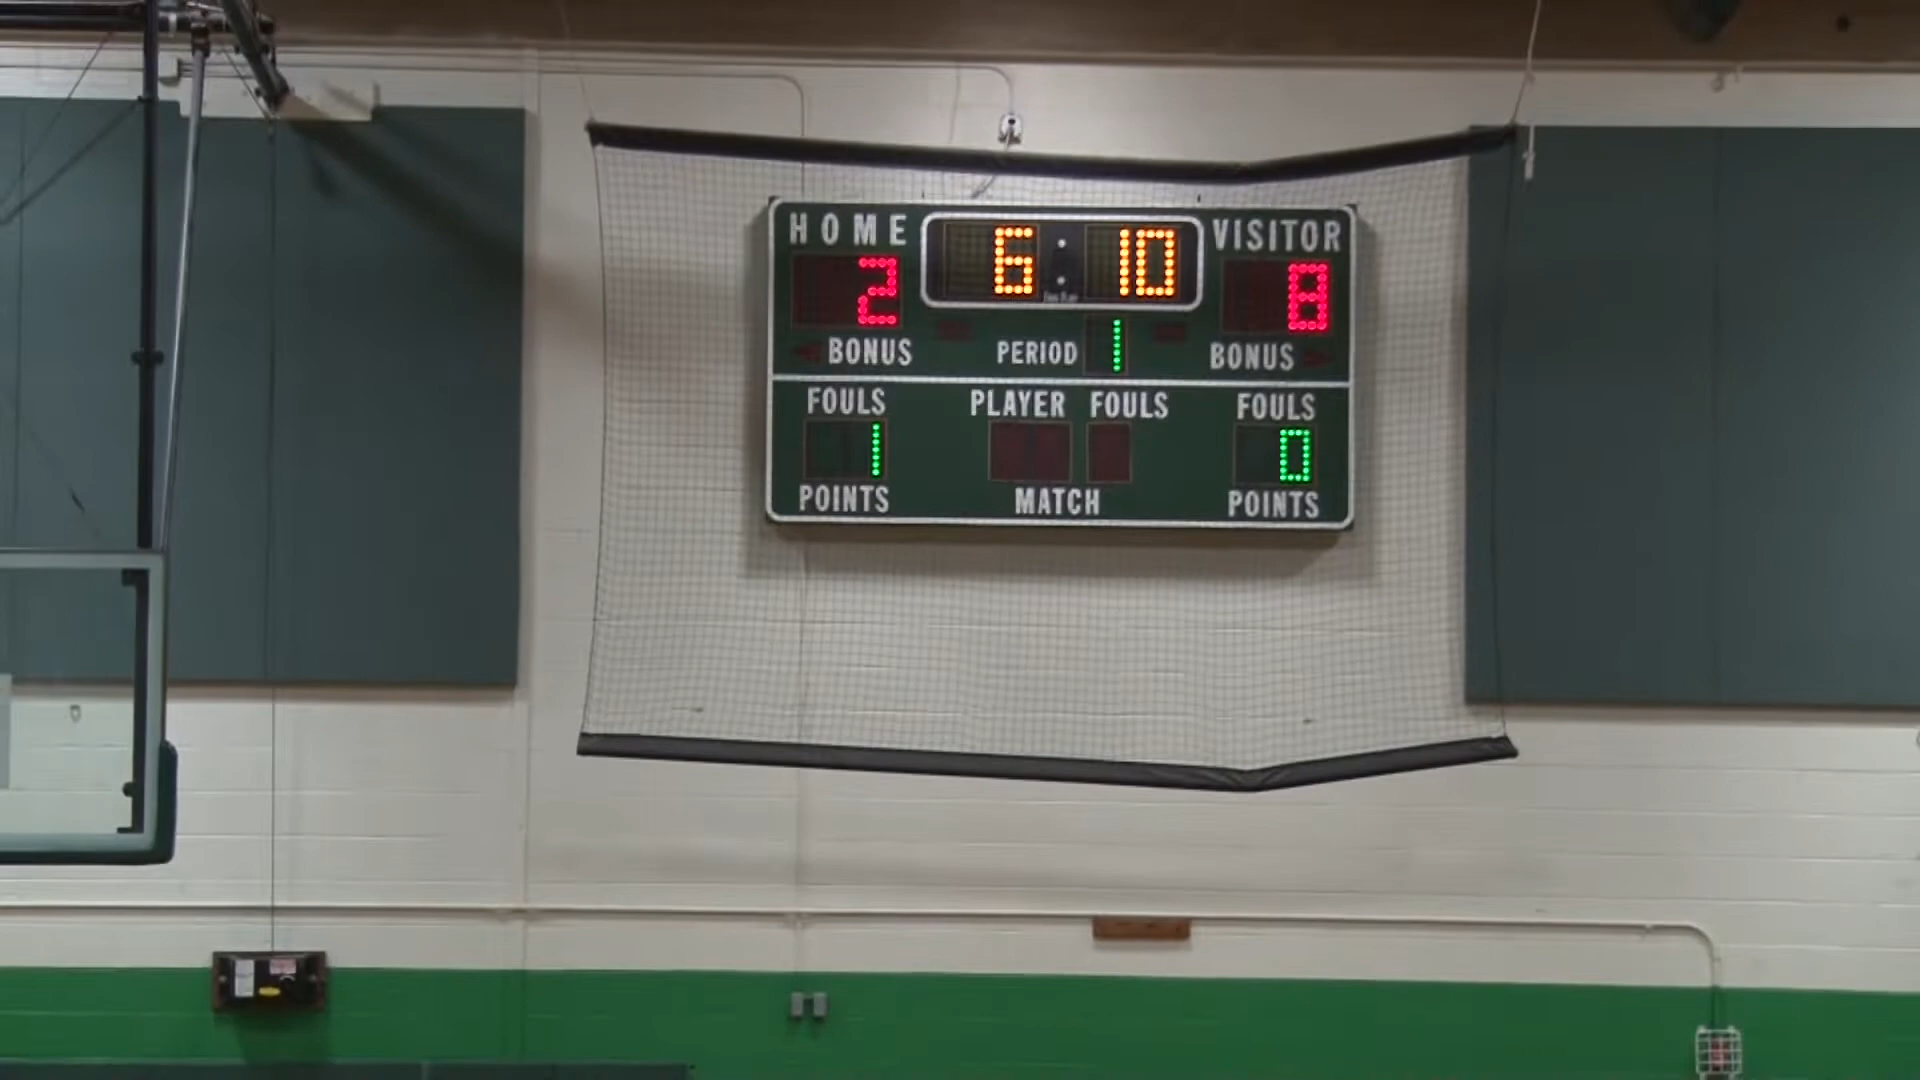 HOME 6:10 VISITOR
2 8
BONUS PERIOD 1 BONUS
FOULS PLAYER FOULS FOULS
1 0
POINTS MATCH POINTS